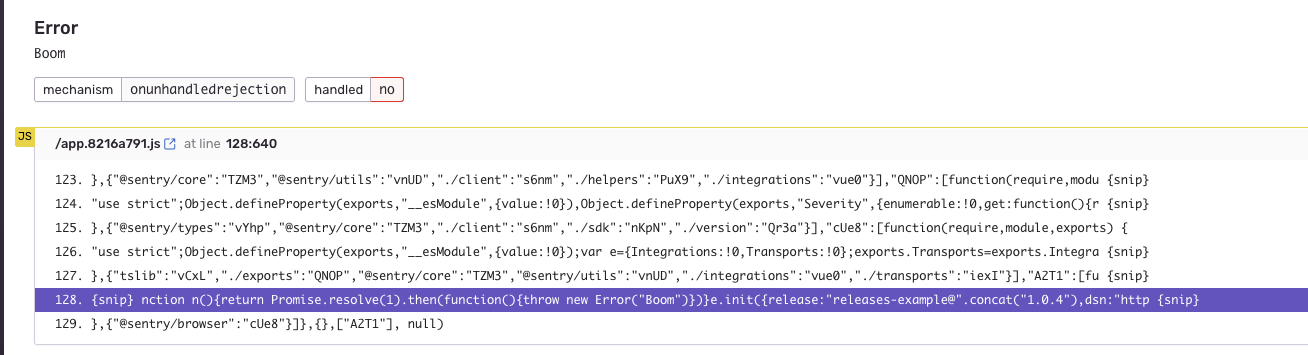 Error
Boom
mechanism onunhandledrejection handled no
JS
/app.8216a791.js at line 128:640
123. },{"@sentry/core":"TZM3","@sentry/utils":"vnUD","./client":"s6nm","./helpers":"PuX9","./integrations":"vue0"}],"QNOP":[function(require,modu {snip}
124. "use strict";Object.defineProperty(exports,"__esModule",{value:!0}),Object.defineProperty(exports,"Severity",{enumerable:!0,get:function(){r {snip}
125. },{"@sentry/types":"vYhp","@sentry/core":"TZM3","./client":"s6nm","./sdk":"nKpN","./version":"Qr3a"}],"cUe8":[function(require,module,exports) {
126. "use strict";Object.defineProperty(exports,"__esModule",{value:!0});var e={Integrations:!0,Transports:!0};exports.Transports=exports.Integra {snip}
127. },{"tslib":"vCxL","./exports":"QNOP","@sentry/core":"TZM3","@sentry/utils":"vnUD","./integrations":"vue0","./transports":"iexI"}],"A2T1":[fu {snip}
128. {snip} nction n(){return Promise.resolve(1).then(function(){throw new Error("Boom")})}e.init({release:"releases-example@".concat("1.0.4"),dsn:"http {snip}
129. },{"@sentry/browser":"cUe8"}]},{},["A2T1"], null)